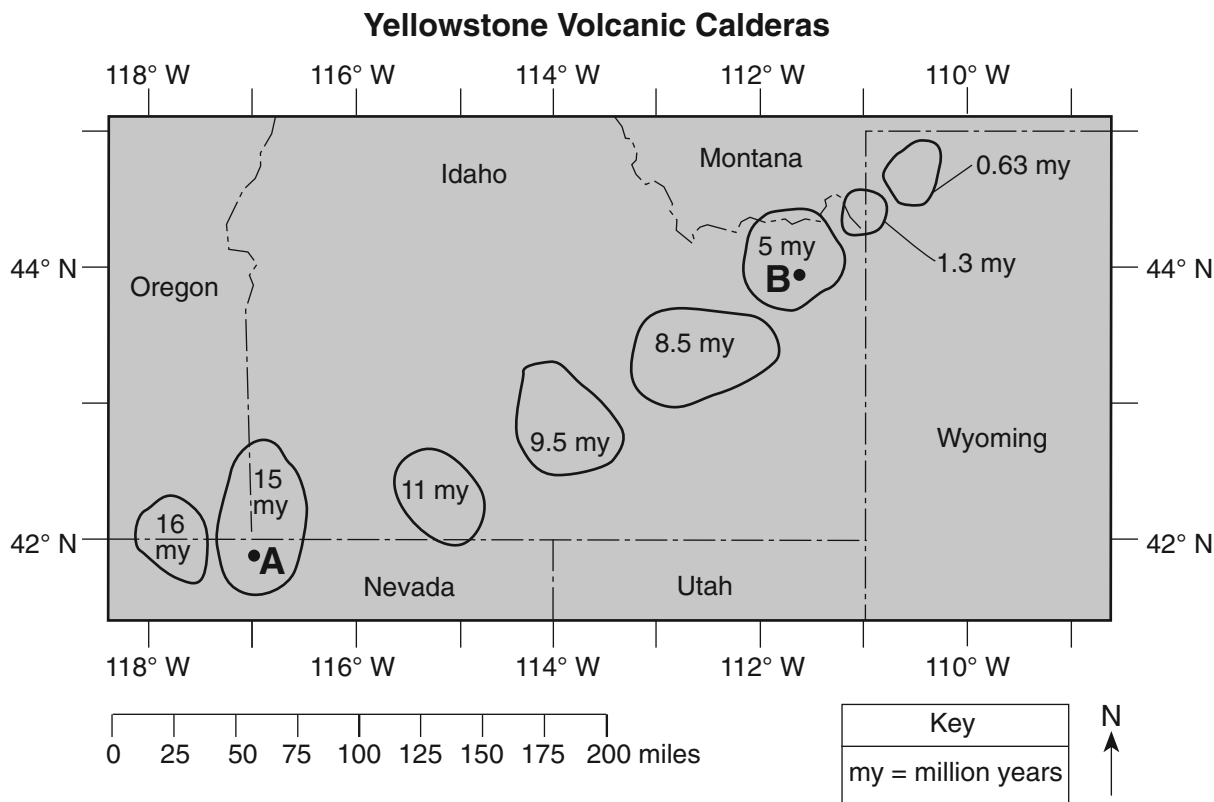 Yellowstone Volcanic Calderas
118° W 116° W 114° W 112° W 110° W
Idaho
Montana
0.63 my
1.3 my
5 my
B
44° N
44° N
Oregon
8.5 my
9.5 my
Wyoming
15
my
11 my
16
my
42° N
42° N
A
Nevada
Utah
118° W 116° W 114° W 112° W 110° W
0 25 50 75 100 125 150 175 200 miles
Key
my = million years
N